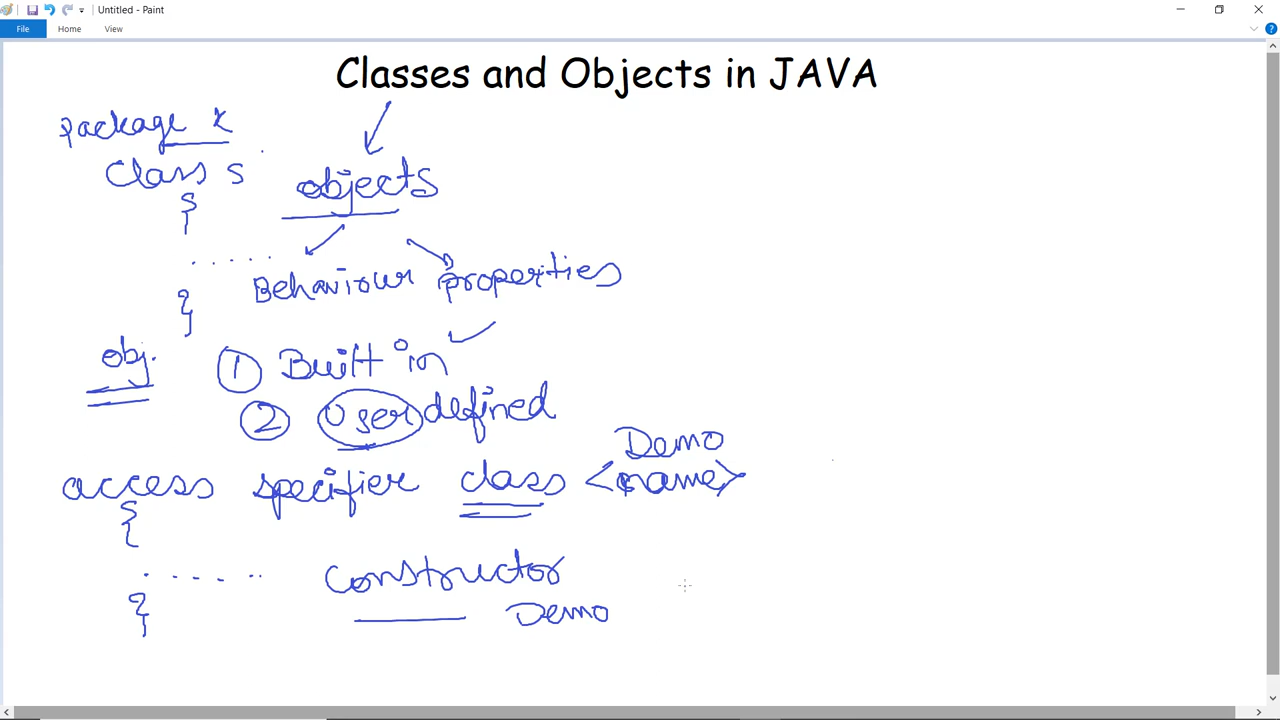 Untitled - Paint
File Home View
Classes and Objects in JAVA
package x
class s
{
objects
.....
Behaviour properties
}
obj.
① Built in
② User defined
Demo
access specifier class <name>
{
..... constructor
}
Demo